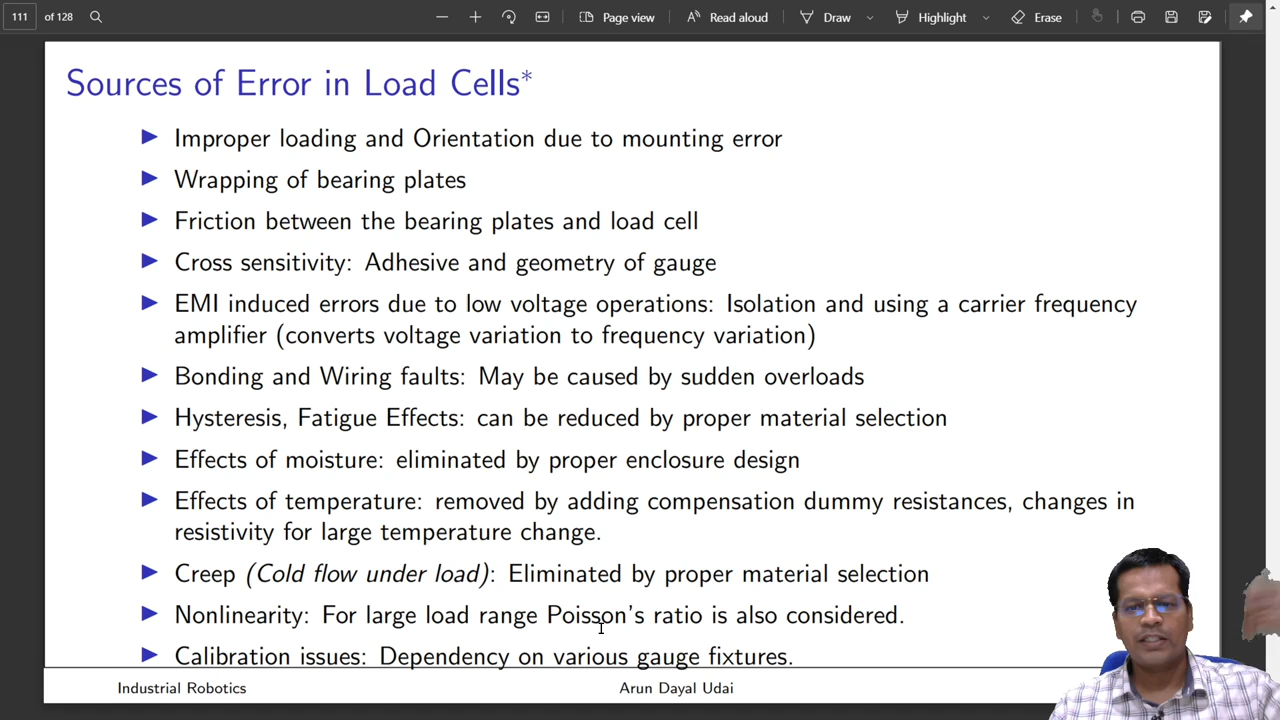 111 of 128 Page view Read aloud Draw Highlight Erase
Sources of Error in Load Cells*
▶ Improper loading and Orientation due to mounting error
▶ Wrapping of bearing plates
▶ Friction between the bearing plates and load cell
▶ Cross sensitivity: Adhesive and geometry of gauge
▶ EMI induced errors due to low voltage operations: Isolation and using a carrier frequency
amplifier (converts voltage variation to frequency variation)
▶ Bonding and Wiring faults: May be caused by sudden overloads
▶ Hysteresis, Fatigue Effects: can be reduced by proper material selection
▶ Effects of moisture: eliminated by proper enclosure design
▶ Effects of temperature: removed by adding compensation dummy resistances, changes in
resistivity for large temperature change.
▶ Creep (Cold flow under load): Eliminated by proper material selection
▶ Nonlinearity: For large load range Poisson's ratio is also considered.
▶ Calibration issues: Dependency on various gauge fixtures.
Industrial Robotics Arun Dayal Udai